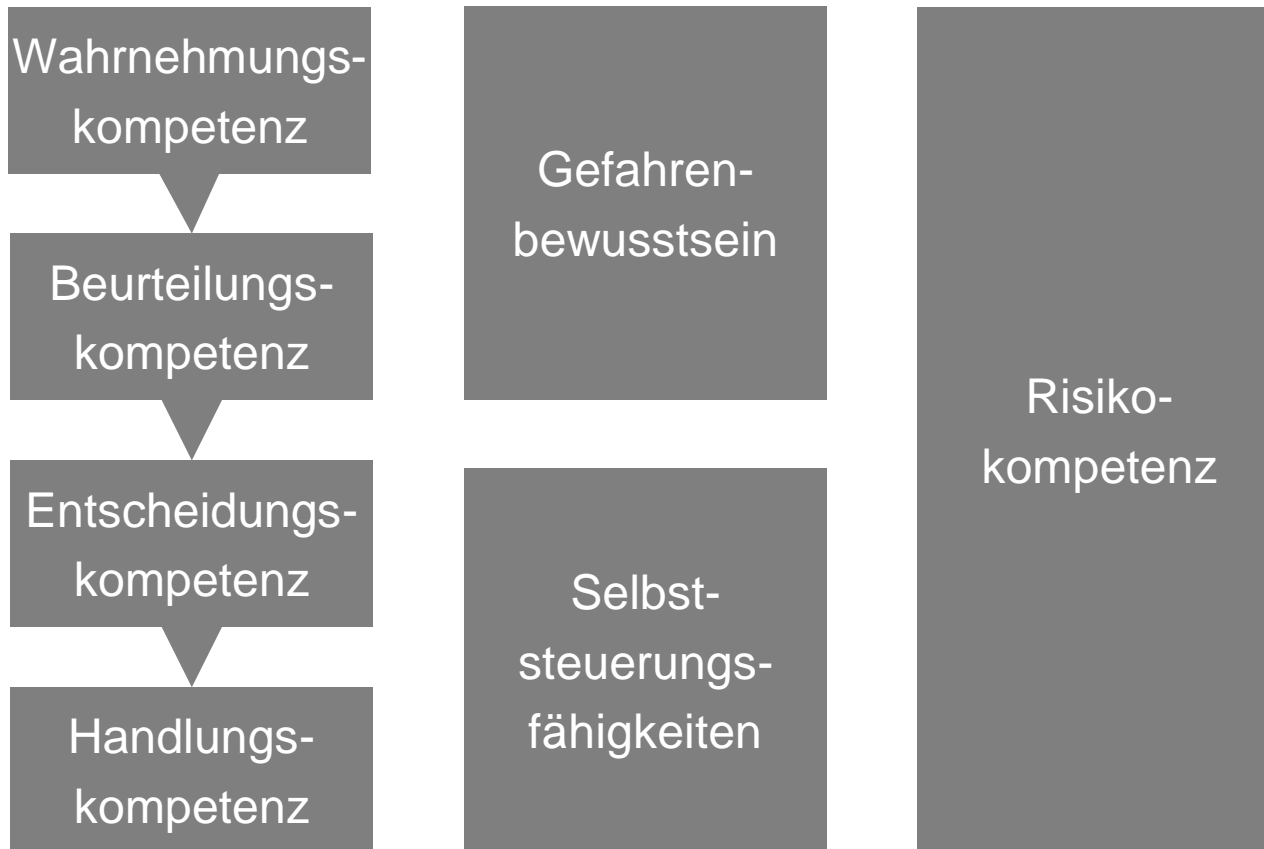 Wahrnehmungs-
kompetenz
Beurteilungs-
kompetenz
Entscheidungs-
kompetenz
Handlungs-
kompetenz
Gefahren-
bewusstsein
Selbst-
steuerungs-
fähigkeiten
Risiko-
kompetenz